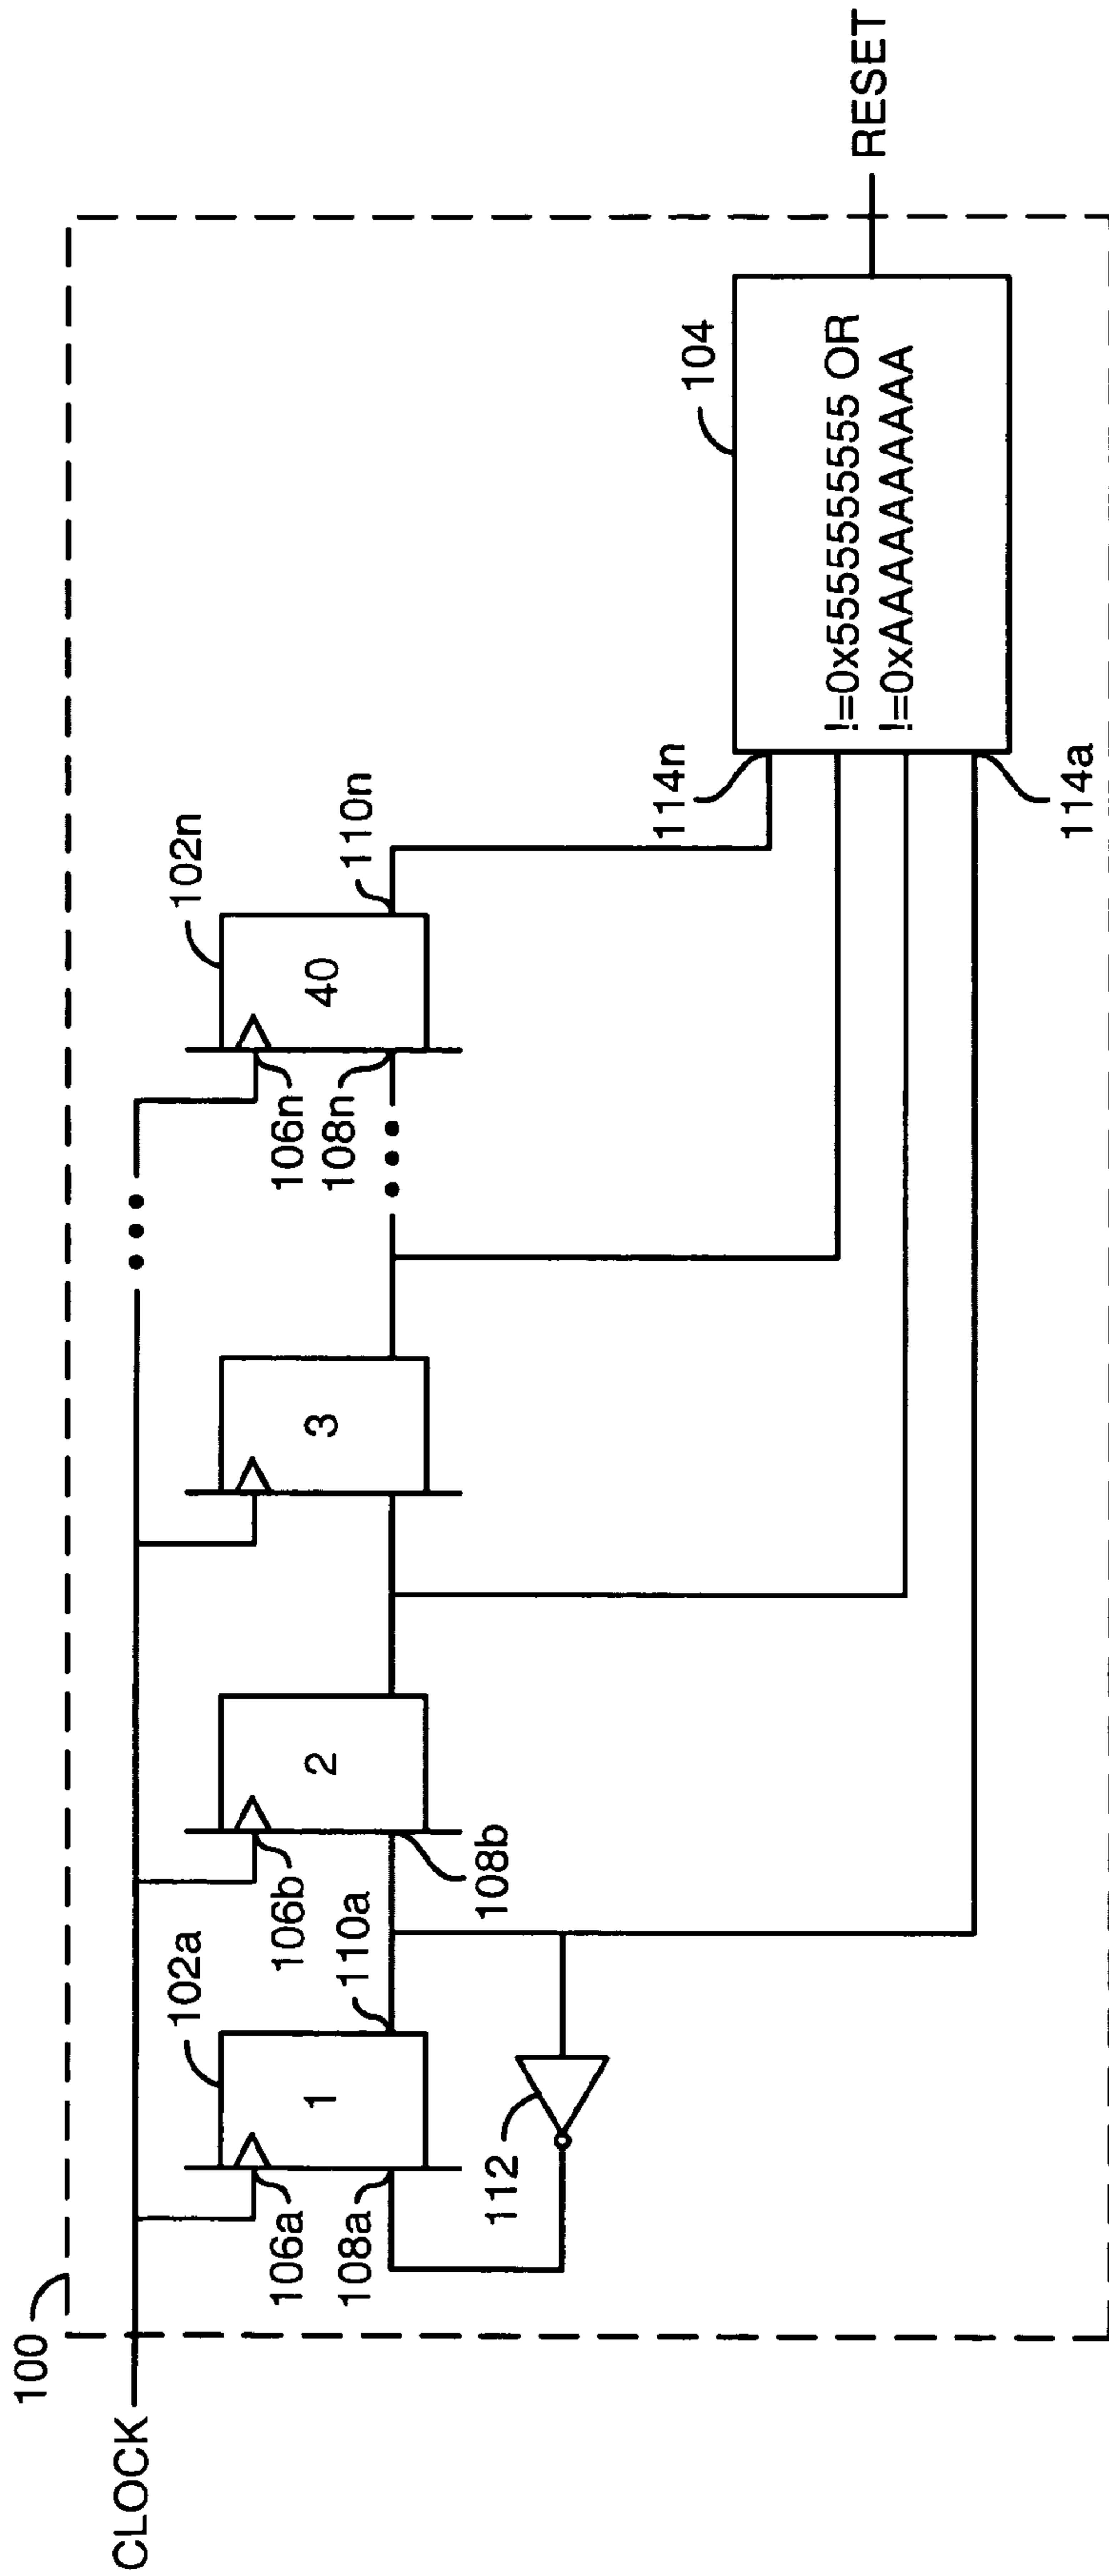 100
CLOCK
102a
102n
1
2
3
40
106a
108a
110a
106b
108b
106n
108n
110n
112
104
114n
!=0x5555555555 OR
!=0xAAAAAAAAAA
RESET
114a